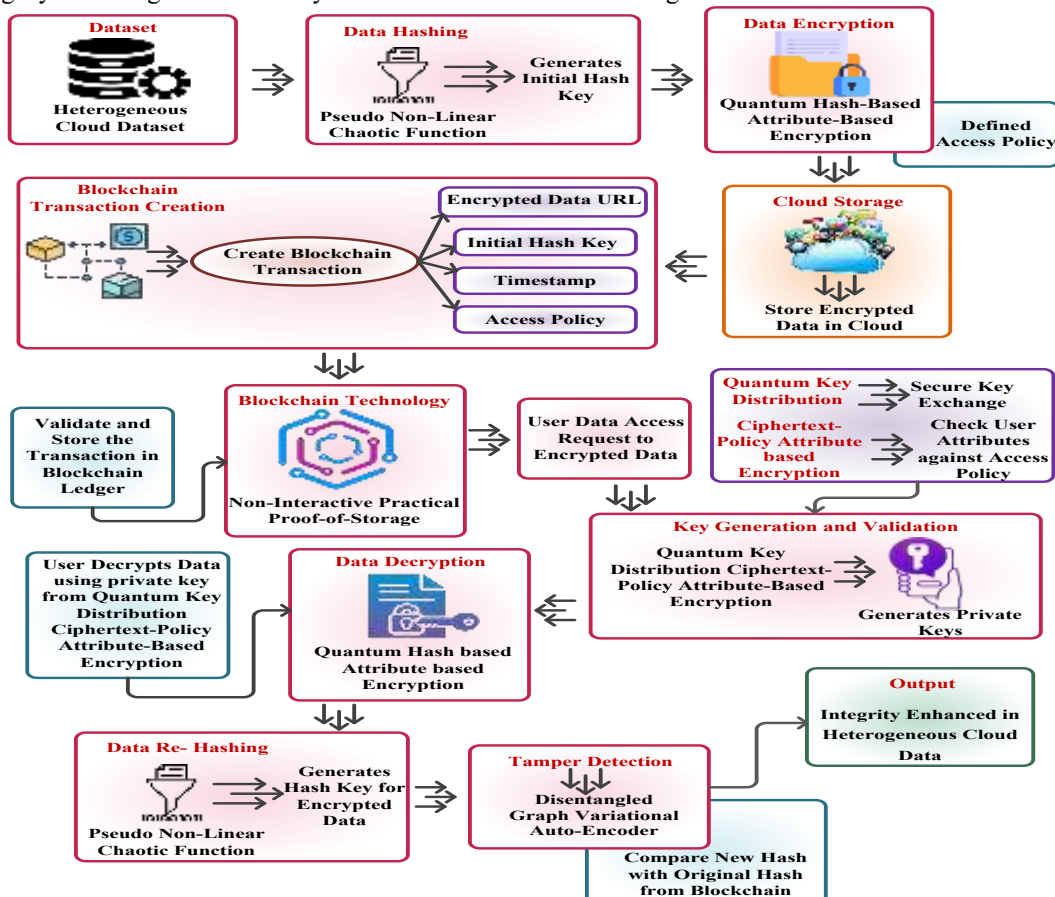 Dataset
Heterogeneous
Cloud Dataset
Data Hashing
Pseudo Non-Linear
Chaotic Function
Generates
Initial Hash
Key
Data Encryption
Quantum Hash-Based
Attribute-Based
Encryption
Defined
Access Policy
Blockchain
Transaction Creation
Create Blockchain
Transaction
Encrypted Data URL
Initial Hash Key
Timestamp
Access Policy
Cloud Storage
Store Encrypted
Data in Cloud
Validate and
Store the
Transaction in
Blockchain
Ledger
Blockchain Technology
Non-Interactive Practical
Proof-of-Storage
User Data Access
Request to
Encrypted Data
Quantum Key
Distribution
Secure Key
Exchange
Ciphertext-
Policy Attribute
based
Encryption
Check User
Attributes
against Access
Policy
Key Generation and Validation
Quantum Key
Distribution Ciphertext-
Policy Attribute-Based
Encryption
Generates Private
Keys
User Decrypts Data
using private key
from Quantum Key
Distribution
Ciphertext-Policy
Attribute-Based
Encryption
Data Decryption
Quantum Hash based
Attribute based
Encryption
Data Re- Hashing
Pseudo Non-Linear
Chaotic Function
Generates
Hash Key for
Encrypted
Data
Tamper Detection
Disentangled
Graph Variational
Auto-Encoder
Compare New Hash
with Original Hash
from Blockchain
Output
Integrity Enhanced in
Heterogeneous Cloud
Data